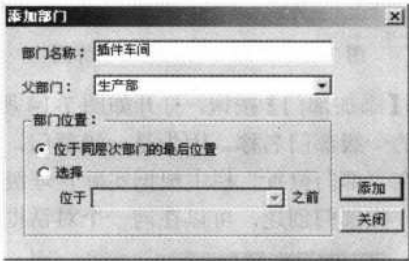 添加部门
部门名称： 插件车间
父部门： 生产部
部门位置：
位于同层次部门的最后位置
选择
位于 之前
添加
关闭